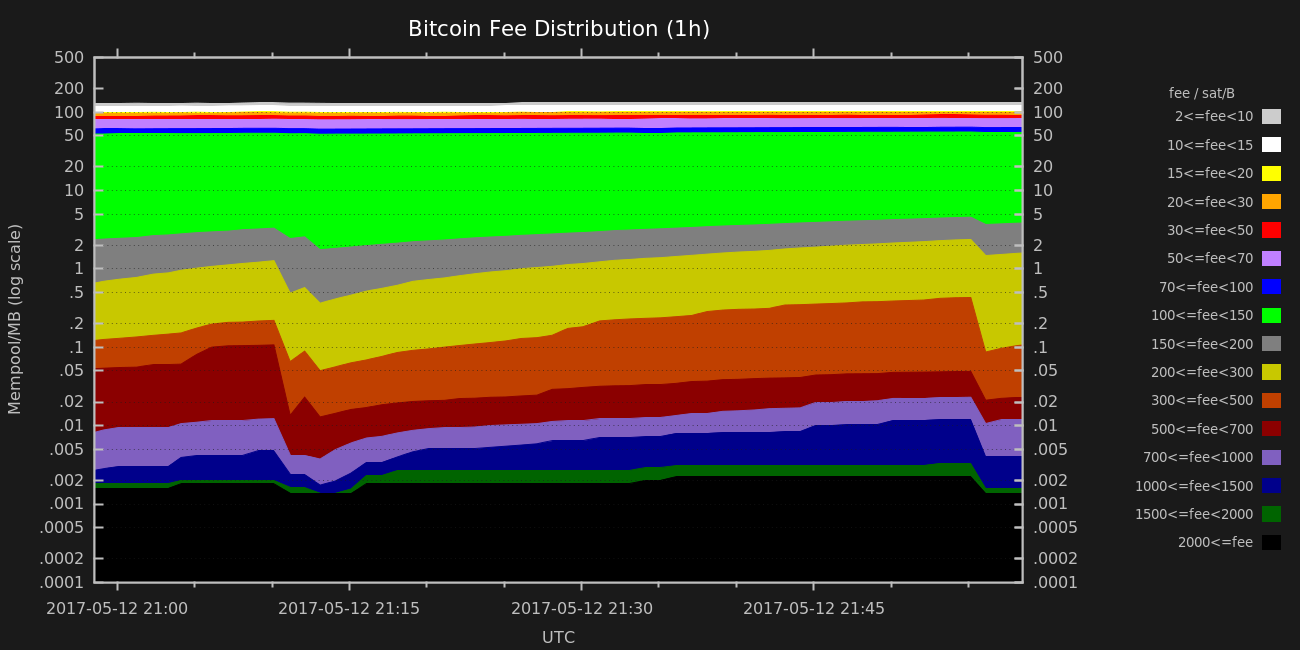 Bitcoin Fee Distribution (1h)
500
200
100
50
20
10
5
2
1
.5
.2
.1
.05
.02
.01
.005
.002
.001
.0005
.0002
.0001
Mempool/MB (log scale)
500
200
100
50
20
10
5
2
1
.5
.2
.1
.05
.02
.01
.005
.002
.001
.0005
.0002
.0001
2017-05-12 21:00 2017-05-12 21:15 2017-05-12 21:30 2017-05-12 21:45
UTC
fee / sat/B
2<=fee<10
10<=fee<15
15<=fee<20
20<=fee<30
30<=fee<50
50<=fee<70
70<=fee<100
100<=fee<150
150<=fee<200
200<=fee<300
300<=fee<500
500<=fee<700
700<=fee<1000
1000<=fee<1500
1500<=fee<2000
2000<=fee